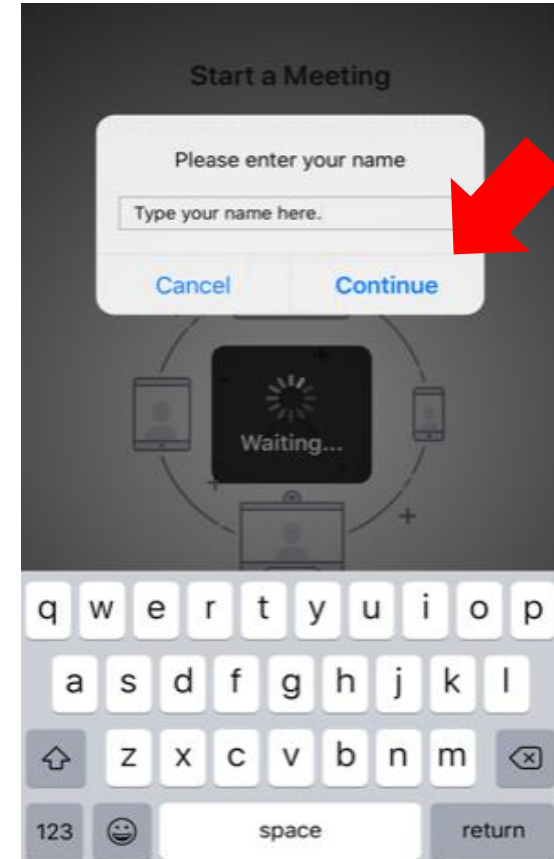 Start a Meeting
Please enter your name
Type your name here.
Cancel Continue
Waiting...
q w e r t y u i o p
a s d f g h j k l
z x c v b n m
123 space return